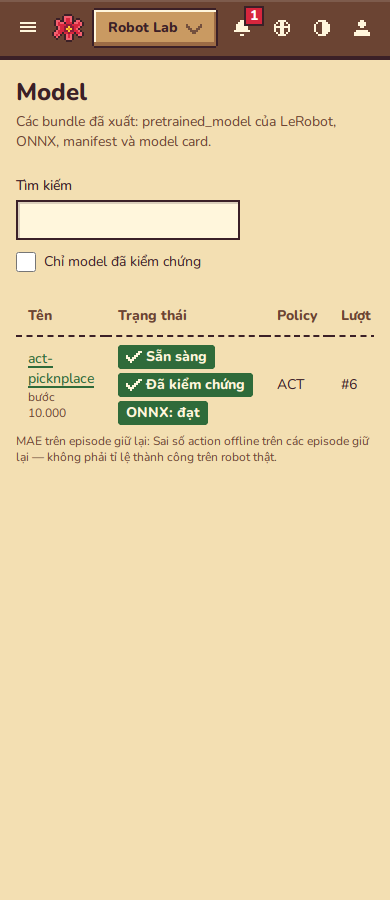 Robot Lab
1
Model
Các bundle đã xuất: pretrained_model của LeRobot,
ONNX, manifest và model card.
Tìm kiếm
Chỉ model đã kiểm chứng
Tên Trạng thái Policy Lượt
act-
picknplace
bước
10.000
Sẵn sàng
Đã kiểm chứng
ONNX: đạt
ACT
#6
MAE trên episode giữ lại: Sai số action offline trên các episode giữ
lại — không phải tỉ lệ thành công trên robot thật.